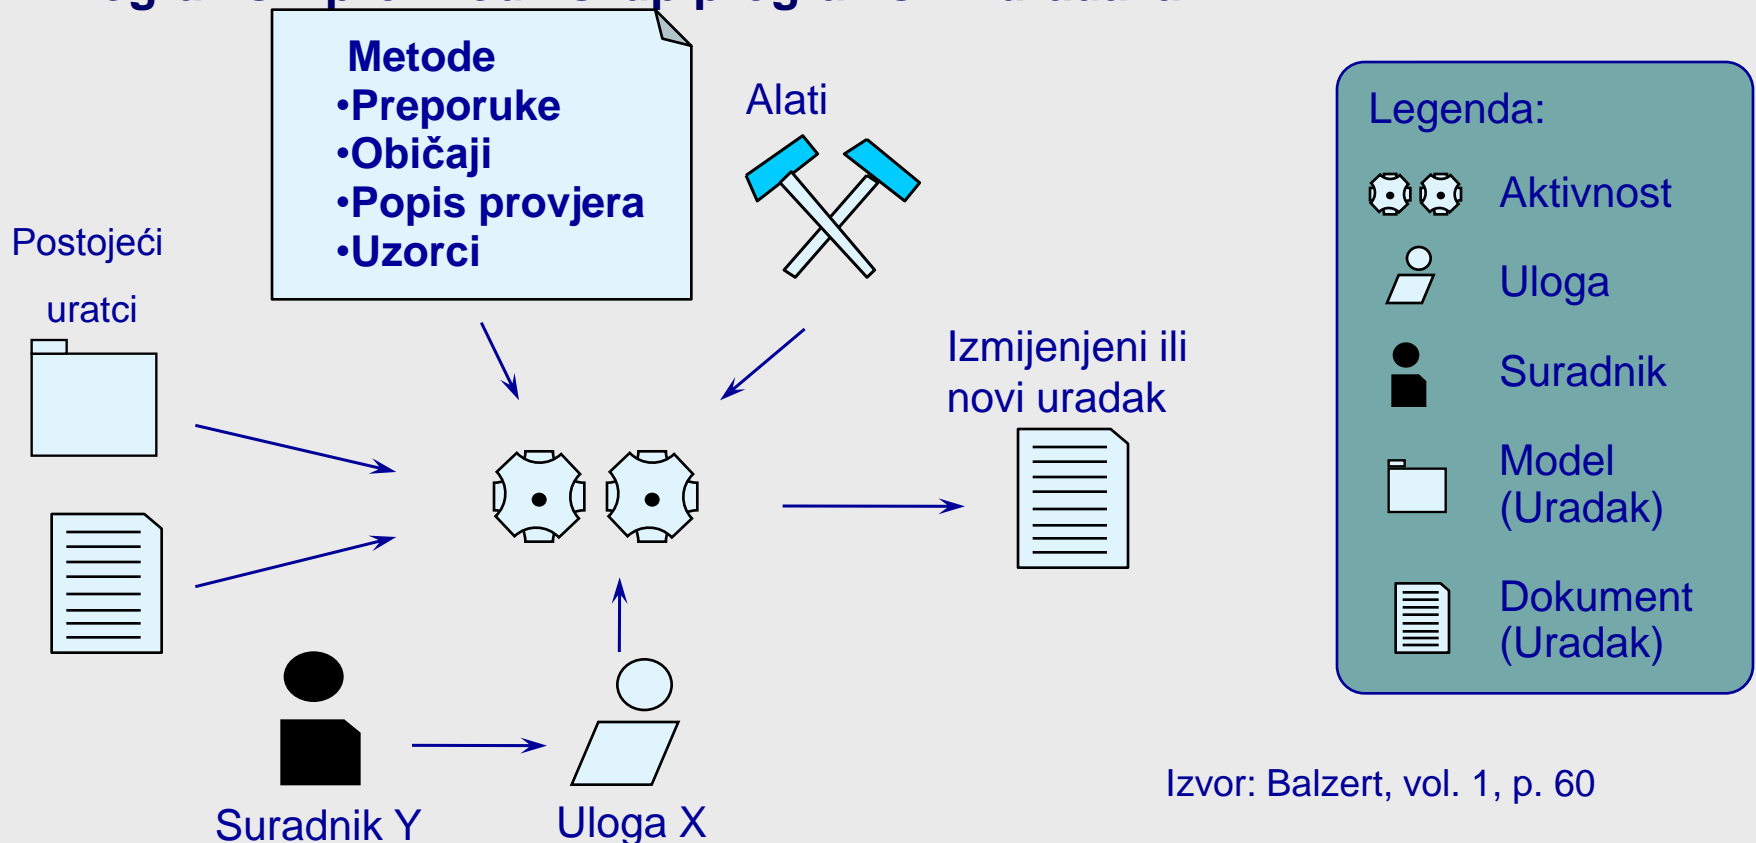 Metode
•Preporuke
•Običaji
•Popis provjera
•Uzorci
Alati
Postojeći
uratci
Izmijenjeni ili
novi uradak
Suradnik Y
Uloga X
Legenda:
Aktivnost
Uloga
Suradnik
Model
(Uradak)
Dokument
(Uradak)
Izvor: Balzert, vol. 1, p. 60